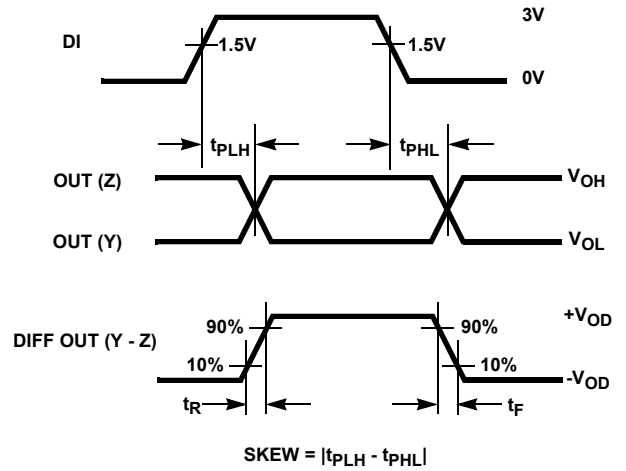 3V
DI
1.5V
1.5V
0V
tPLH
tPHL
OUT (Z)
VOH
OUT (Y)
VOL
+VOD
90%
90%
DIFF OUT (Y - Z)
10%
10%
-VOD
tR
tF
SKEW = |tPLH - tPHL|